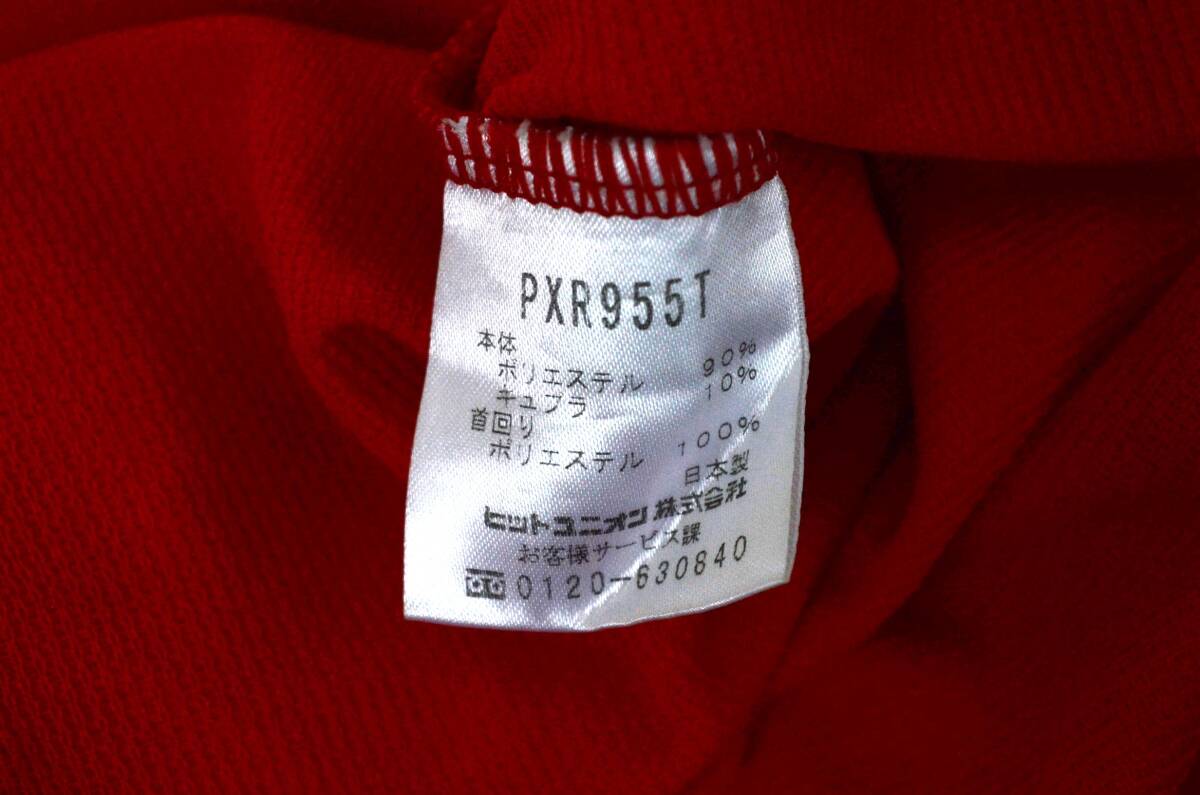 PXR955T
本体
ポリエステル 90%
キュプラ 10%
首回り
ポリエステル 100%
日本製
ヒットユニオン株式会社
お客様サービス課
0120-630840